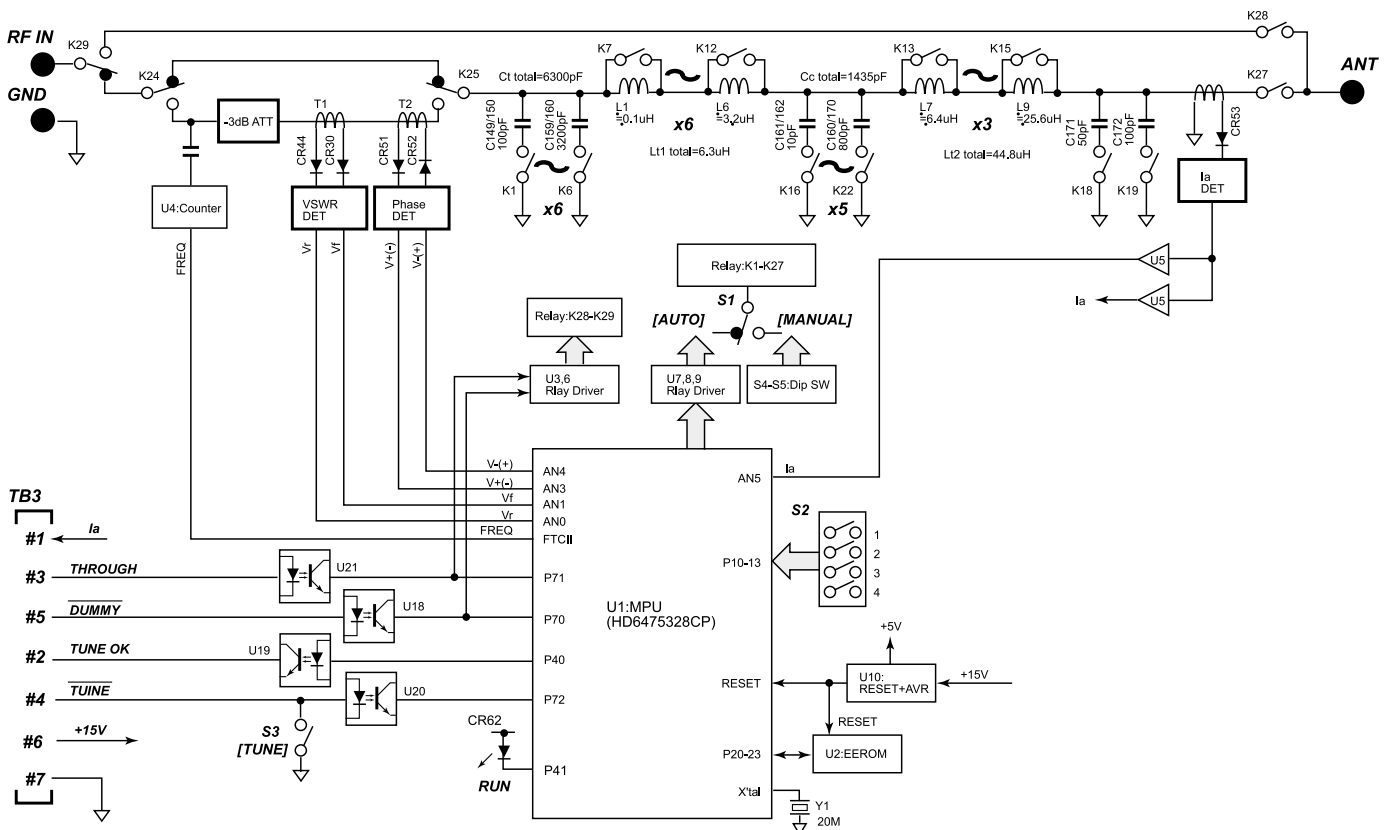 RF IN
K29
K24
K25
K28
K27
ANT
GND
-3dB ATT
T1
T2
CR44
CR30
CR51
CR52
U4:Counter
VSWR
DET
Phase
DET
FREQ
Vr
Vf
V+(-)
V-(+)
Ct total=6300pF
C149/150
100pF
C159/160
3200pF
K1
K6
x6
K7
K12
L1
=0.1uH
x6
L6
=3.2uH
Lt1 total=6.3uH
Cc total=1435pF
C161/162
10pF
C160/170
800pF
K16
K22
x5
K13
K15
L7
=6.4uH
x3
L9
=25.6uH
Lt2 total=44.8uH
C171
50pF
C172
100pF
K18
K19
CR53
Ia
DET
U5
U5
Ia
Relay:K1-K27
S1
[AUTO]
[MANUAL]
Relay:K28-K29
U3,6
Rlay Driver
U7,8,9
Rlay Driver
S4-S5:Dip SW
V-(+)
V+(-)
Vf
Vr
FREQ
AN4
AN3
AN1
AN0
FTCII
P71
P70
P40
P72
P41
U1:MPU
(HD6475328CP)
AN5
Ia
P10-13
RESET
P20-23
X'tal
S2
1
2
3
4
+5V
U10:
RESET+AVR
+15V
RESET
U2:EEROM
Y1
20M
TB3
#1
Ia
#3
THROUGH
U21
#5
DUMMY
U18
#2
TUNE OK
U19
#4
TUINE
U20
#6
+15V
#7
S3
[TUNE]
CR62
RUN